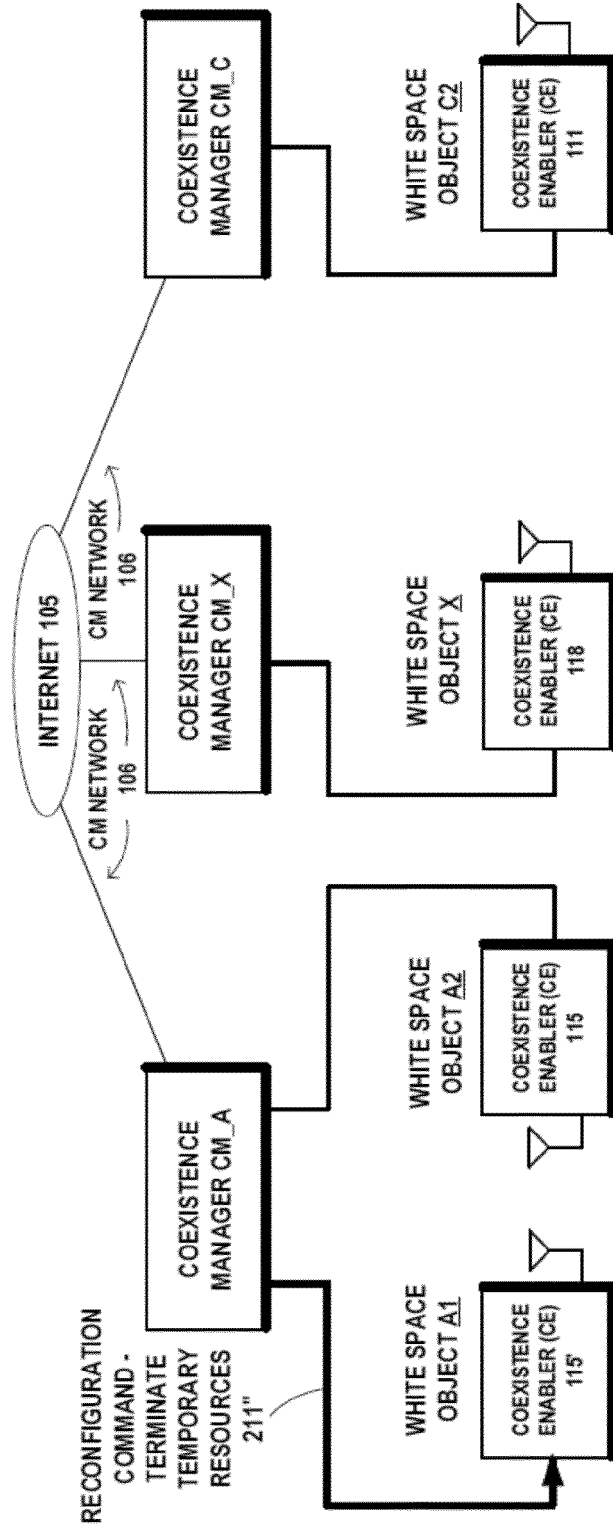 INTERNET 105
CM NETWORK
106
CM NETWORK
106
RECONFIGURATION
COMMAND -
TERMINATE
TEMPORARY
RESOURCES
211"
COEXISTENCE
MANAGER CM_A
COEXISTENCE
MANAGER CM_X
COEXISTENCE
MANAGER CM_C
WHITE SPACE
OBJECT A1
WHITE SPACE
OBJECT A2
WHITE SPACE
OBJECT X
WHITE SPACE
OBJECT C2
COEXISTENCE
ENABLER (CE)
115'
COEXISTENCE
ENABLER (CE)
115
COEXISTENCE
ENABLER (CE)
118
COEXISTENCE
ENABLER (CE)
111